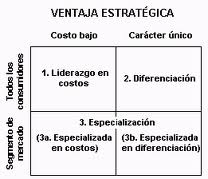 VENTAJA ESTRATÉGICA
Costo bajo
Carácter único
Todos los
consumidores
1. Liderazgo en
costos
2. Diferenciación
Segmento de
mercado
3. Especialización
(3a. Especializada
en costos)
(3b. Especializada
en diferenciación)